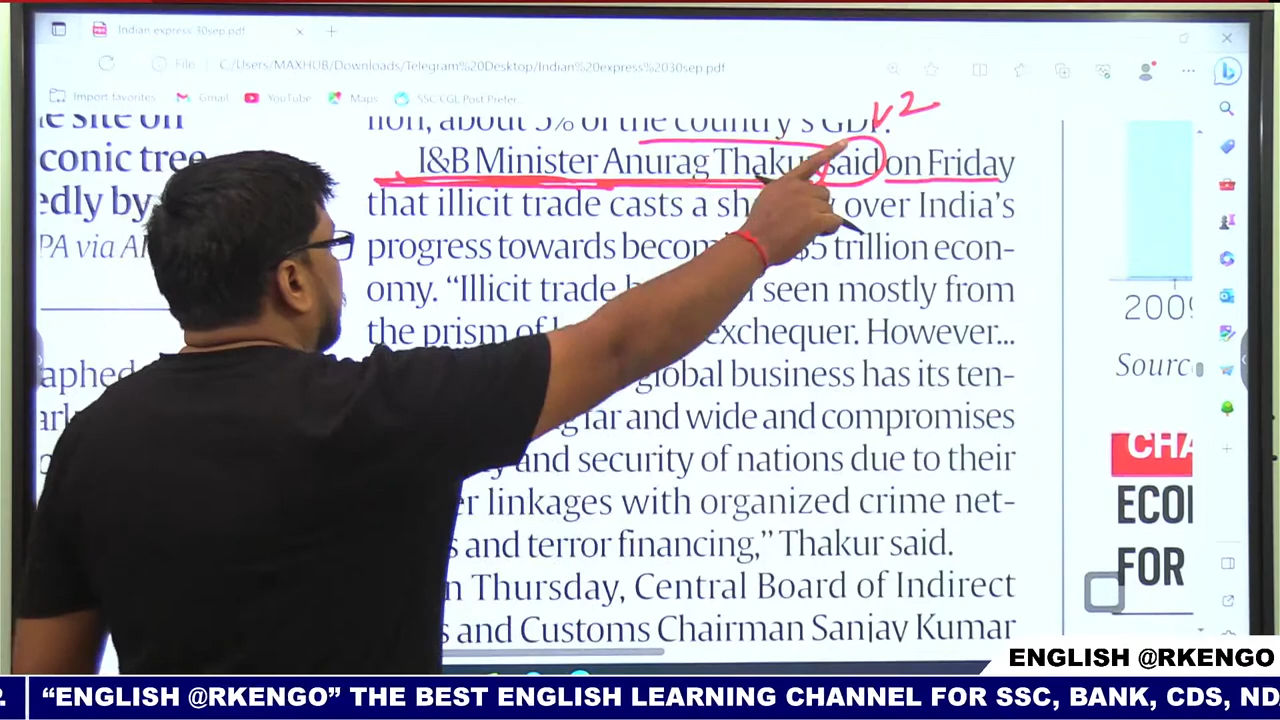 Indian express 30sep.pdf
File C:/Users/MAXHUB/Downloads/Telegram%20Desktop/Indian%20express%2030sep.pdf
Import favorites Gmail YouTube Maps SSC CGL Post Prefer...
V2
the site on
conic tree
edly by
PA via A
aphed
tion, about 5% of the country's GDP.
I&B Minister Anurag Thakur said on Friday
that illicit trade casts a over India's
progress towards $5 trillion econ-
omy. "Illicit trade seen mostly from
the prism of exchequer. However...
global business has its ten-
far and wide and compromises
and security of nations due to their
linkages with organized crime net-
s and terror financing," Thakur said.
n Thursday, Central Board of Indirect
s and Customs Chairman Sanjay Kumar
2009
Sourc
CHA
ECO
FOR
ENGLISH @RKENGO
2. "ENGLISH @RKENGO" THE BEST ENGLISH LEARNING CHANNEL FOR SSC, BANK, CDS, ND